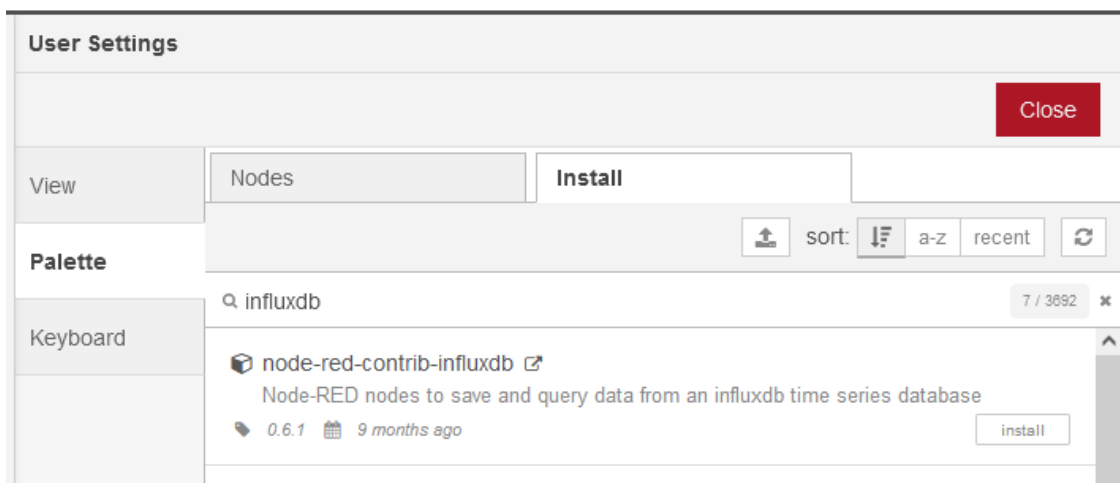 User Settings
Close
View
Nodes
Install
sort:
a-z
recent
Palette
influxdb
7 / 3692
Keyboard
node-red-contrib-influxdb
Node-RED nodes to save and query data from an influxdb time series database
0.6.1
9 months ago
install